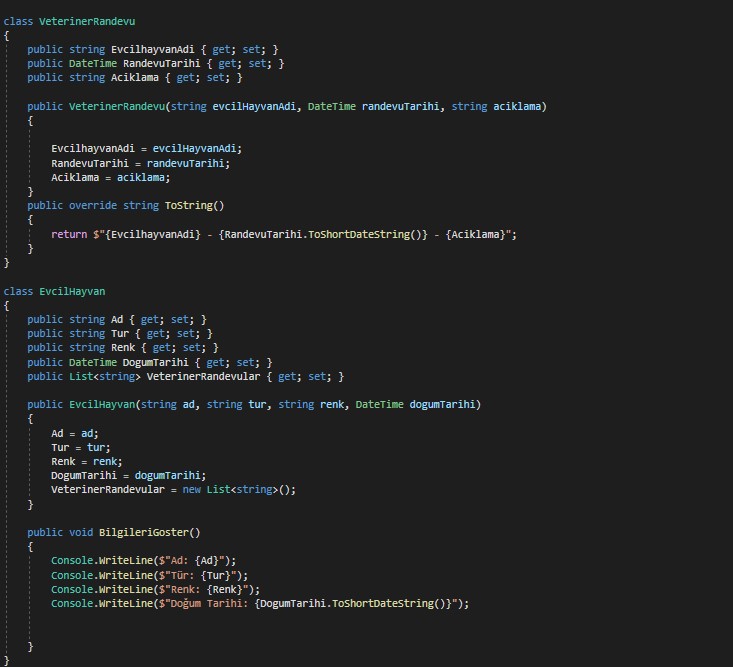 class VeterinerRandevu
{
public string EvcilhayvanAdi { get; set; }
public DateTime RandevuTarihi { get; set; }
public string Aciklama { get; set; }
public VeterinerRandevu(string evcilHayvanAdi, DateTime randevuTarihi, string aciklama)
{
EvcilhayvanAdi = evcilHayvanAdi;
RandevuTarihi = randevuTarihi;
Aciklama = aciklama;
}
public override string ToString()
{
return $"{EvcilhayvanAdi} - {RandevuTarihi.ToShortDateString()} - {Aciklama}";
}
}
class EvcilHayvan
{
public string Ad { get; set; }
public string Tur { get; set; }
public string Renk { get; set; }
public DateTime DogumTarihi { get; set; }
public List<string> VeterinerRandevular { get; set; }
public EvcilHayvan(string ad, string tur, string renk, DateTime dogumTarihi)
{
Ad = ad;
Tur = tur;
Renk = renk;
DogumTarihi = dogumTarihi;
VeterinerRandevular = new List<string>();
}
public void BilgileriGoster()
{
Console.WriteLine($"Ad: {Ad}");
Console.WriteLine($"Tür: {Tur}");
Console.WriteLine($"Renk: {Renk}");
Console.WriteLine($"Doğum Tarihi: {DogumTarihi.ToShortDateString()}");
}
}